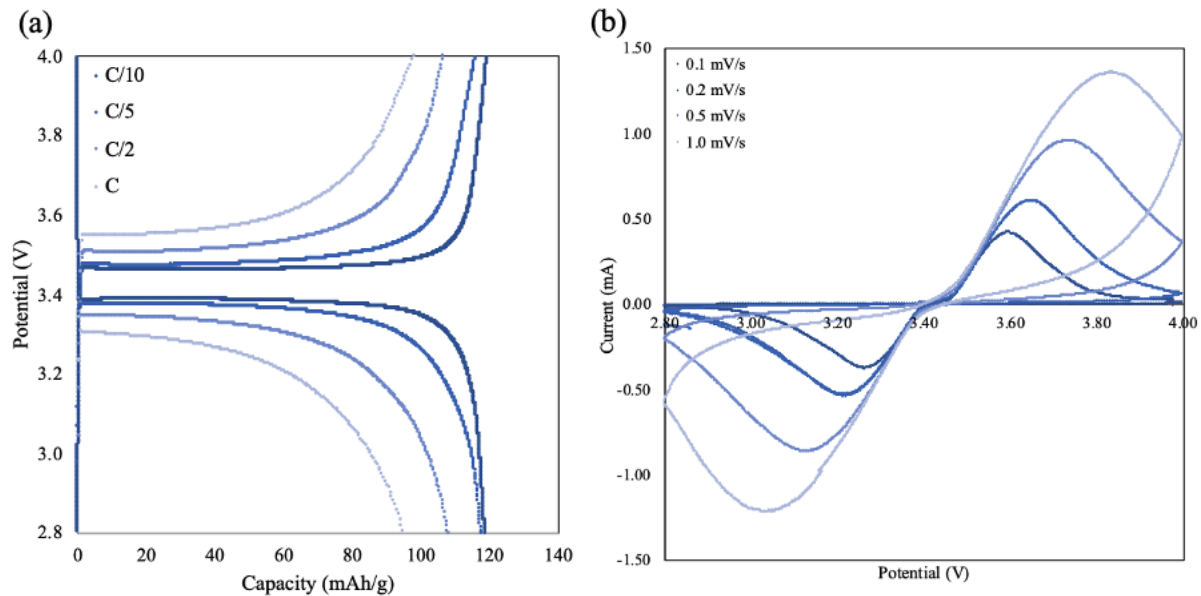 (a)
4.0
3.8
3.6
3.4
3.2
3.0
2.8
Potential (V)
C/10
C/5
C/2
C
0 20 40 60 80 100 120 140
Capacity (mAh/g)
(b)
1.50
1.00
0.50
0.00
-0.50
-1.00
-1.50
Current (mA)
0.1 mV/s
0.2 mV/s
0.5 mV/s
1.0 mV/s
2.80 3.00 3.20 3.40 3.60 3.80 4.00
Potential (V)